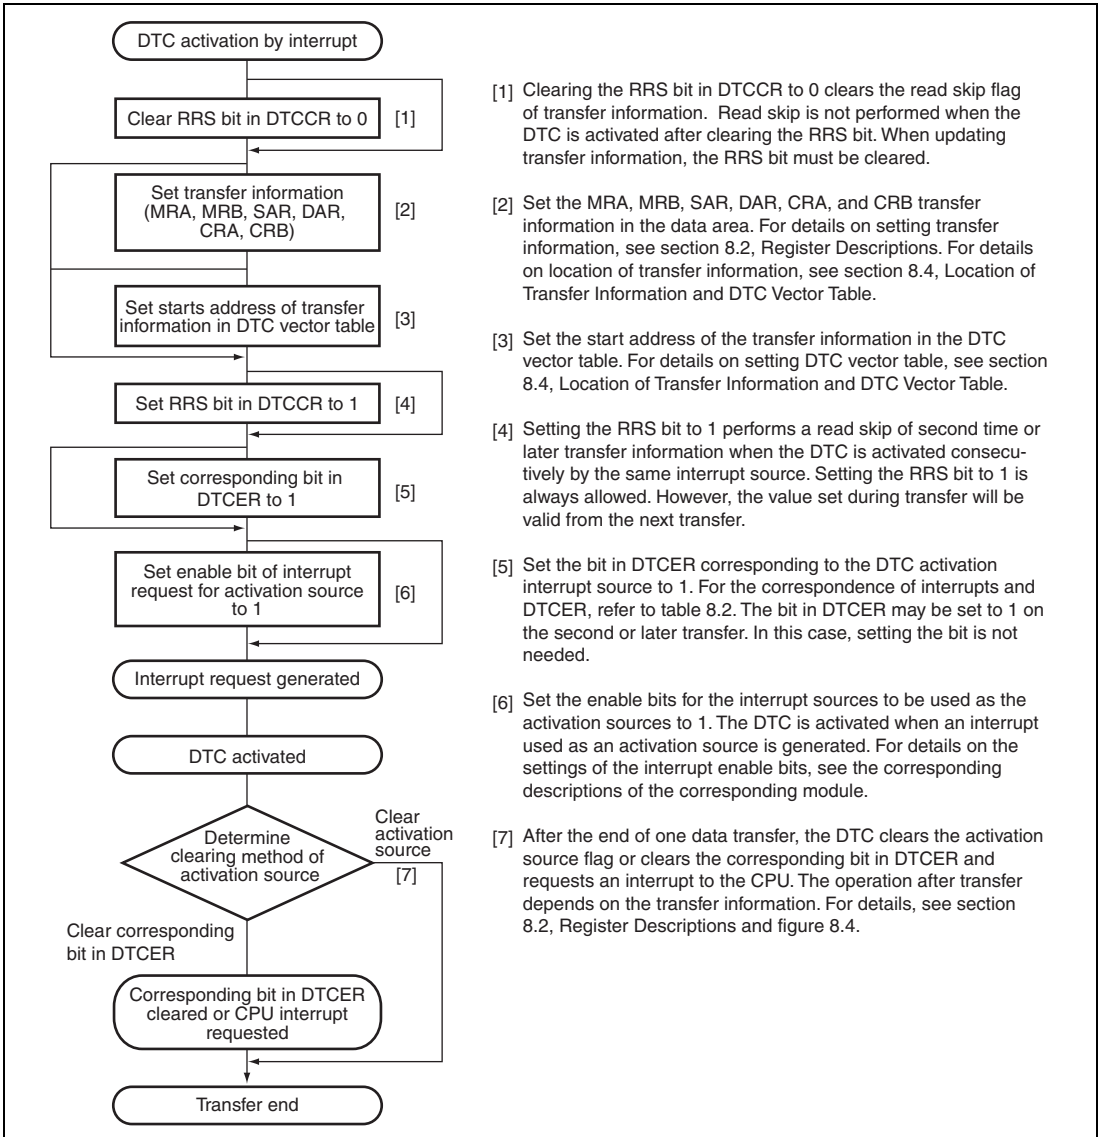 DTC activation by interrupt
Clear RRS bit in DTCCR to 0
[1]
Set transfer information
(MRA, MRB, SAR, DAR,
CRA, CRB)
[2]
Set starts address of transfer
information in DTC vector table
[3]
Set RRS bit in DTCCR to 1
[4]
Set corresponding bit in
DTCER to 1
[5]
Set enable bit of interrupt
request for activation source
to 1
[6]
Interrupt request generated
DTC activated
Determine
clearing method of
activation source
Clear
activation
source
[7]
Clear corresponding
bit in DTCER
Corresponding bit in DTCER
cleared or CPU interrupt
requested
Transfer end
[1] Clearing the RRS bit in DTCCR to 0 clears the read skip flag
of transfer information. Read skip is not performed when the
DTC is activated after clearing the RRS bit. When updating
transfer information, the RRS bit must be cleared.
[2] Set the MRA, MRB, SAR, DAR, CRA, and CRB transfer
information in the data area. For details on setting transfer
information, see section 8.2, Register Descriptions. For details
on location of transfer information, see section 8.4, Location of
Transfer Information and DTC Vector Table.
[3] Set the start address of the transfer information in the DTC
vector table. For details on setting DTC vector table, see section
8.4, Location of Transfer Information and DTC Vector Table.
[4] Setting the RRS bit to 1 performs a read skip of second time or
later transfer information when the DTC is activated consecu-
tively by the same interrupt source. Setting the RRS bit to 1 is
always allowed. However, the value set during transfer will be
valid from the next transfer.
[5] Set the bit in DTCER corresponding to the DTC activation
interrupt source to 1. For the correspondence of interrupts and
DTCER, refer to table 8.2. The bit in DTCER may be set to 1 on
the second or later transfer. In this case, setting the bit is not
needed.
[6] Set the enable bits for the interrupt sources to be used as the
activation sources to 1. The DTC is activated when an interrupt
used as an activation source is generated. For details on the
settings of the interrupt enable bits, see the corresponding
descriptions of the corresponding module.
[7] After the end of one data transfer, the DTC clears the activation
source flag or clears the corresponding bit in DTCER and
requests an interrupt to the CPU. The operation after transfer
depends on the transfer information. For details, see section
8.2, Register Descriptions and figure 8.4.